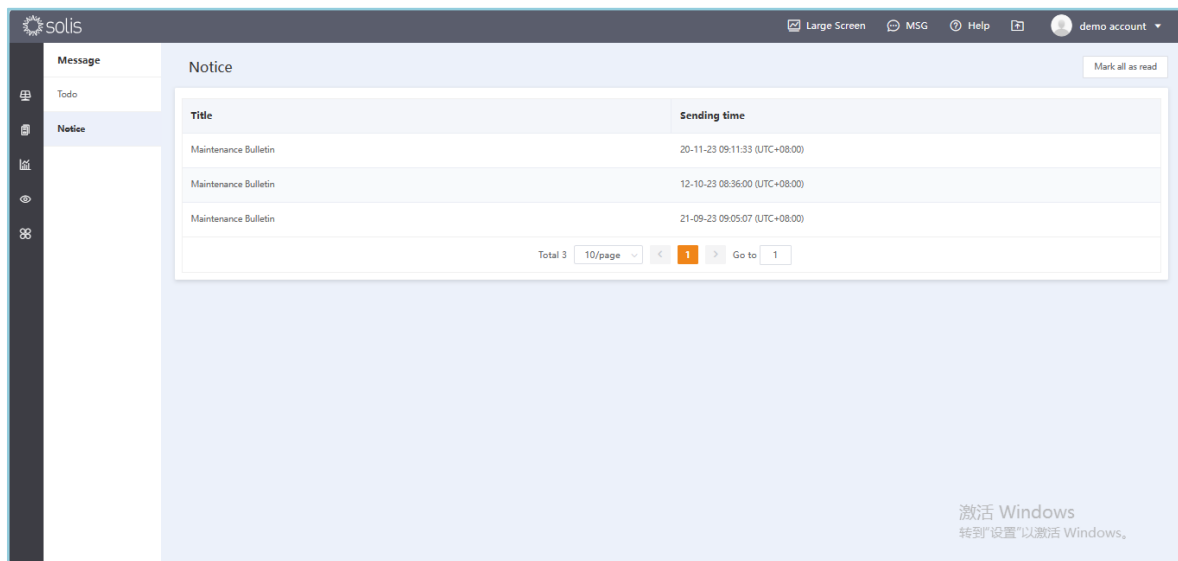 solis
Large Screen MSG Help demo account
Message
Todo
Notice
Notice
Mark all as read
Title Sending time
Maintenance Bulletin 20-11-23 09:11:33 (UTC+08:00)
Maintenance Bulletin 12-10-23 08:36:00 (UTC+08:00)
Maintenance Bulletin 21-09-23 09:05:07 (UTC+08:00)
Total 3 10/page < 1 > Go to 1
激活 Windows
转到"设置"以激活 Windows。